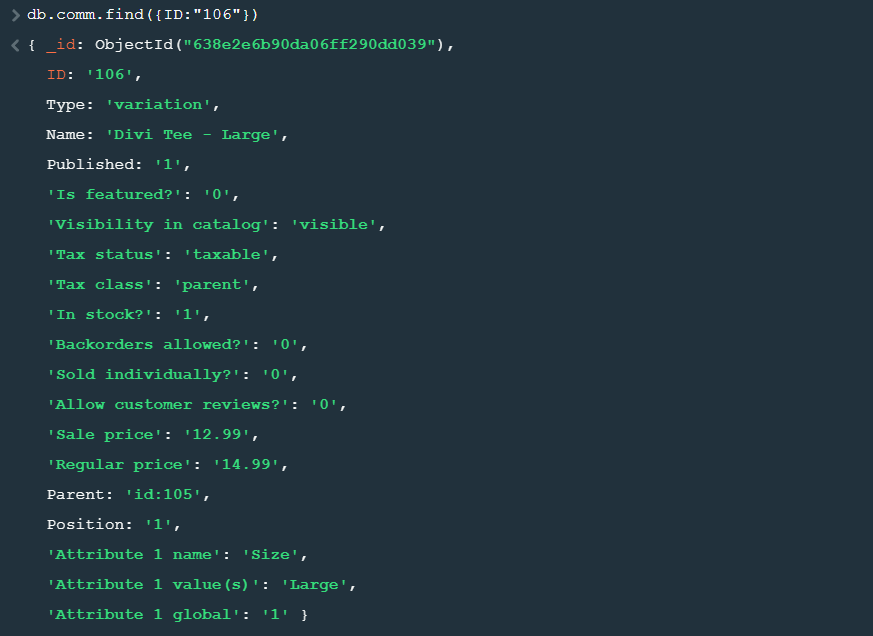 > db.comm.find({ID:"106"})
< { _id: ObjectId("638e2e6b90da06ff290dd039"),
ID: '106',
Type: 'variation',
Name: 'Divi Tee - Large',
Published: '1',
'Is featured?': '0',
'Visibility in catalog': 'visible',
'Tax status': 'taxable',
'Tax class': 'parent',
'In stock?': '1',
'Backorders allowed?': '0',
'Sold individually?': '0',
'Allow customer reviews?': '0',
'Sale price': '12.99',
'Regular price': '14.99',
Parent: 'id:105',
Position: '1',
'Attribute 1 name': 'Size',
'Attribute 1 value(s)': 'Large',
'Attribute 1 global': '1' }